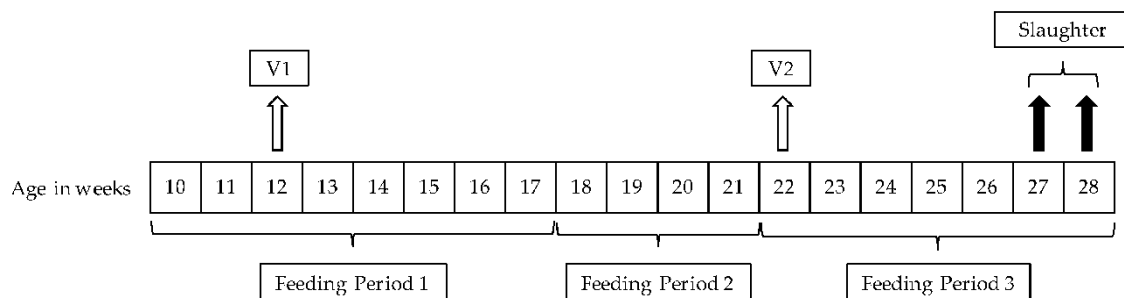 Slaughter
V1
V2
Age in weeks 10 11 12 13 14 15 16 17 18 19 20 21 22 23 24 25 26 27 28
Feeding Period 1
Feeding Period 2
Feeding Period 3